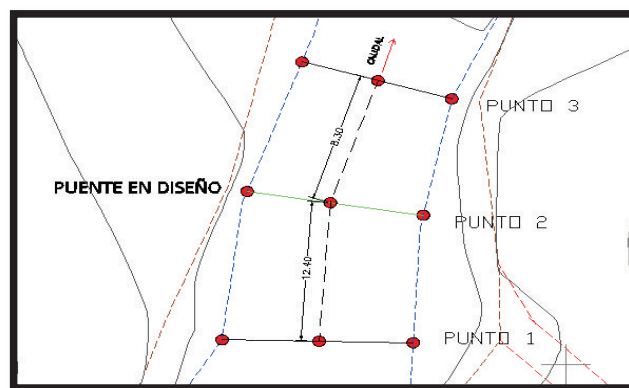 CAUDAL
PUNTO 3
8.30
PUENTE EN DISEÑO
PUNTO 2
12.40
PUNTO 1